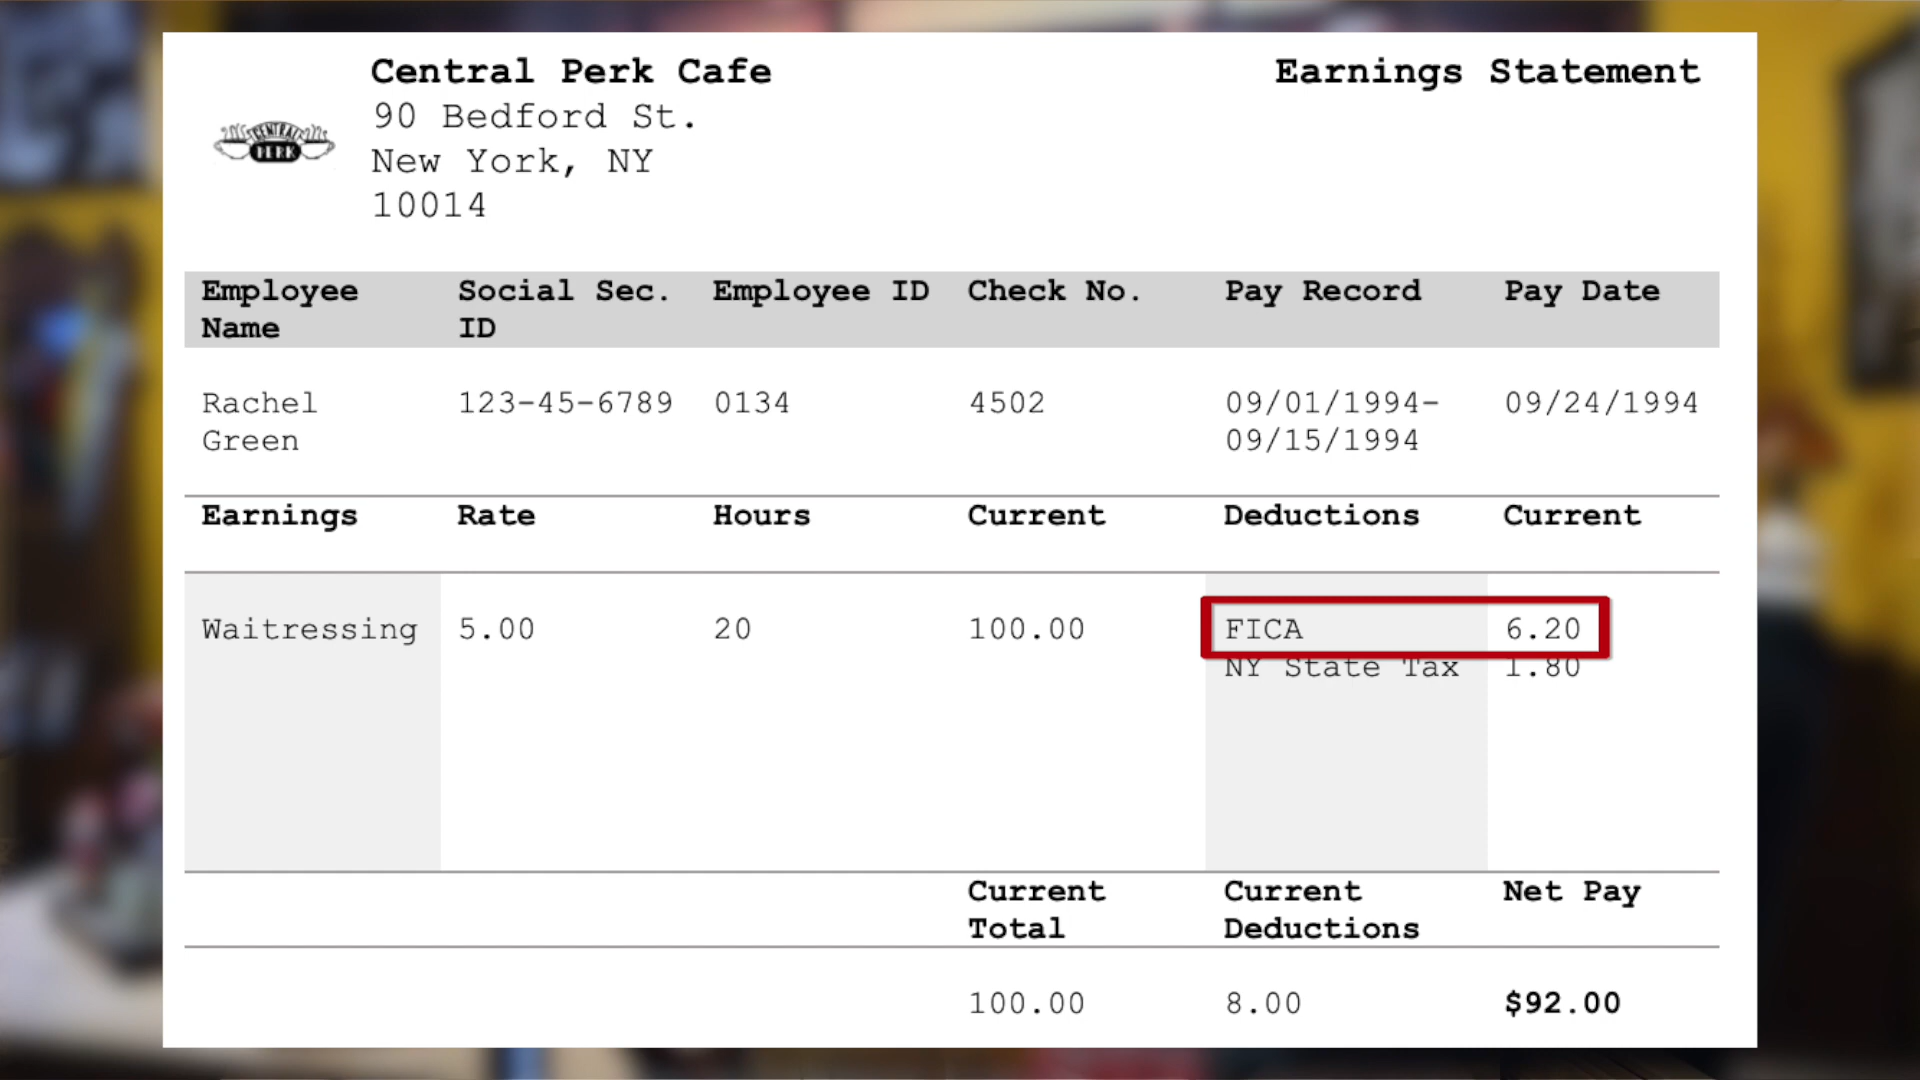 Central Perk Cafe
Earnings Statement
90 Bedford St.
New York, NY
10014
CENTRAL
PERK
Employee Name
Social Sec. ID
Employee ID
Check No.
Pay Record
Pay Date
Rachel Green
123-45-6789
0134
4502
09/01/1994-
09/15/1994
09/24/1994
Earnings Rate Hours Current Deductions Current
Waitressing 5.00 20 100.00 FICA 6.20
NY State Tax 1.80
Current Total
Current Deductions
Net Pay
100.00 8.00 $92.00